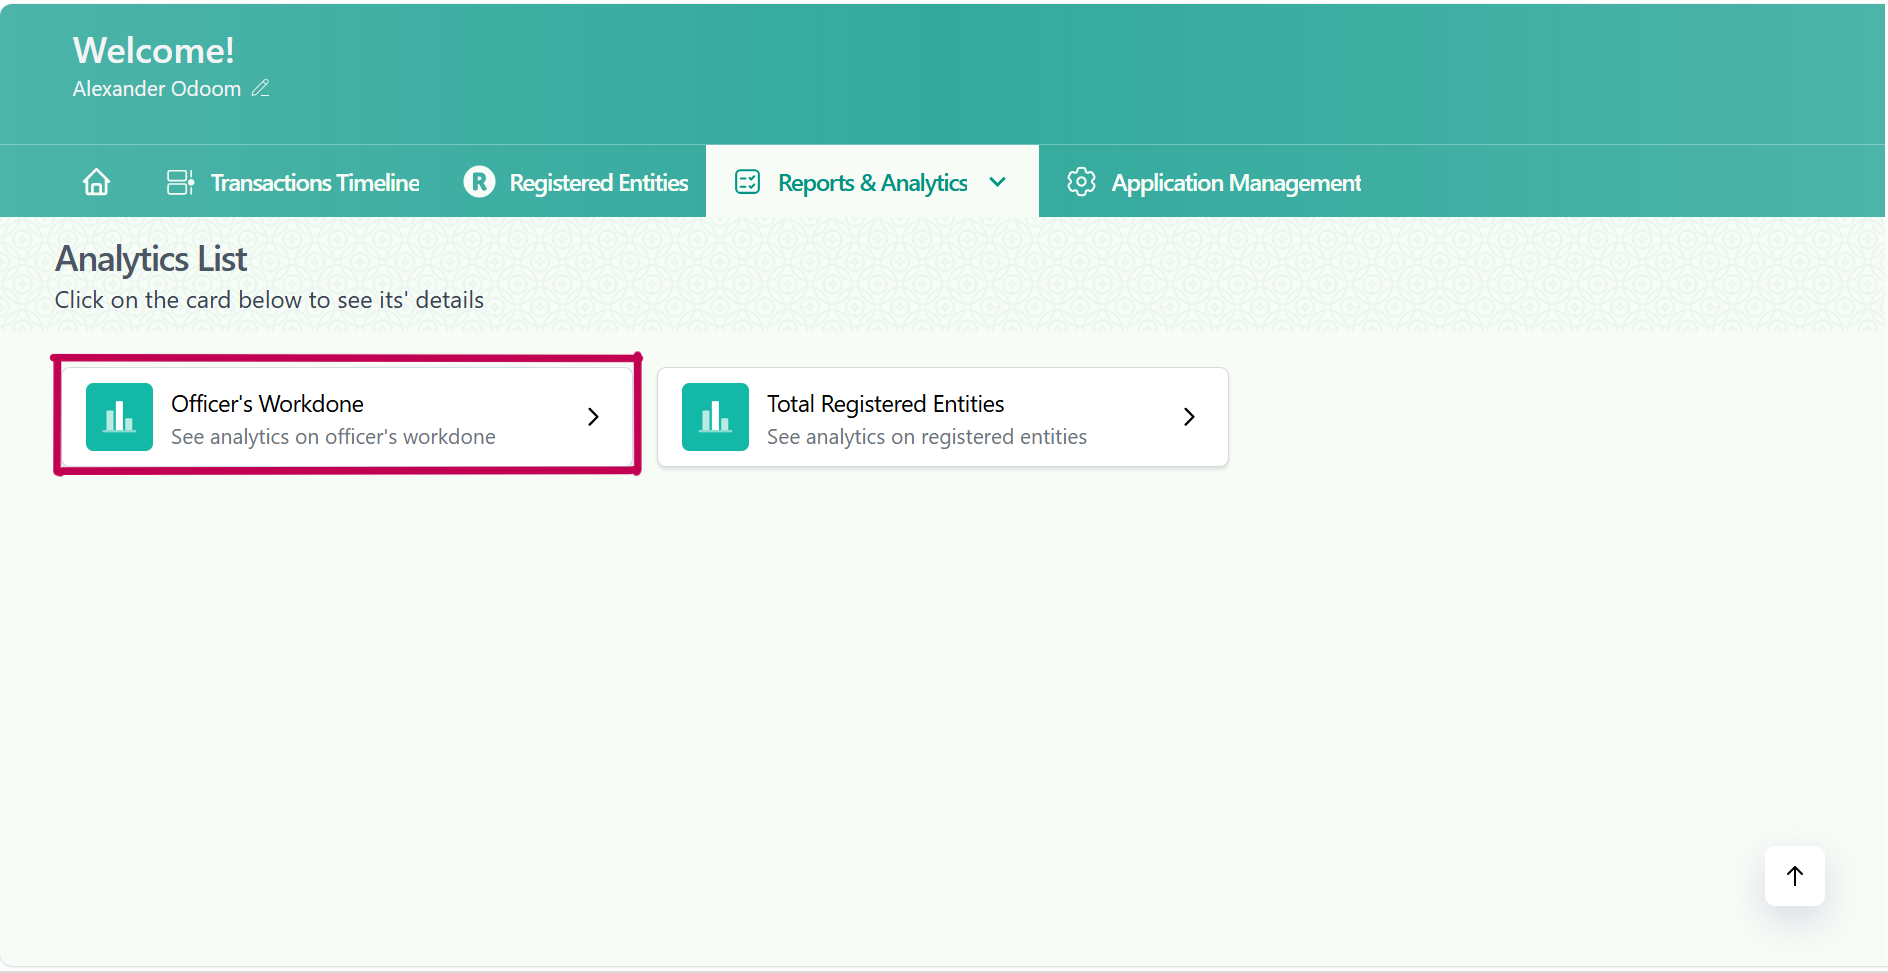 Welcome!
Alexander Odoom
Transactions Timeline
R Registered Entities
Reports & Analytics
Application Management
Analytics List
Click on the card below to see its' details
Officer's Workdone
See analytics on officer's workdone
Total Registered Entities
See analytics on registered entities